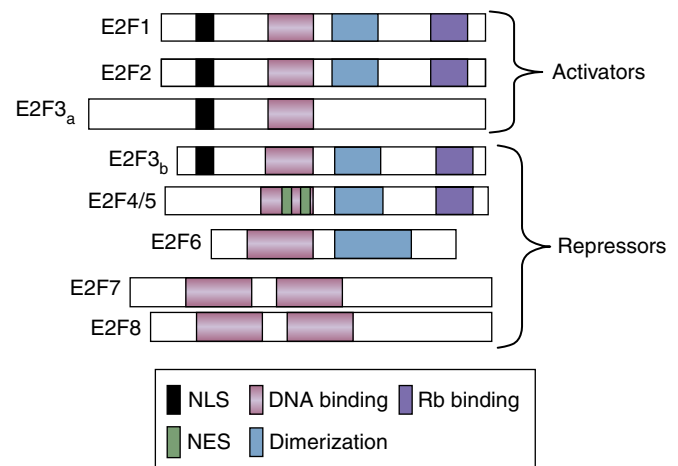 E2F1
E2F2
Activators
E2F3a
E2F3b
E2F4/5
E2F6
Repressors
E2F7
E2F8
NLS DNA binding Rb binding
NES Dimerization